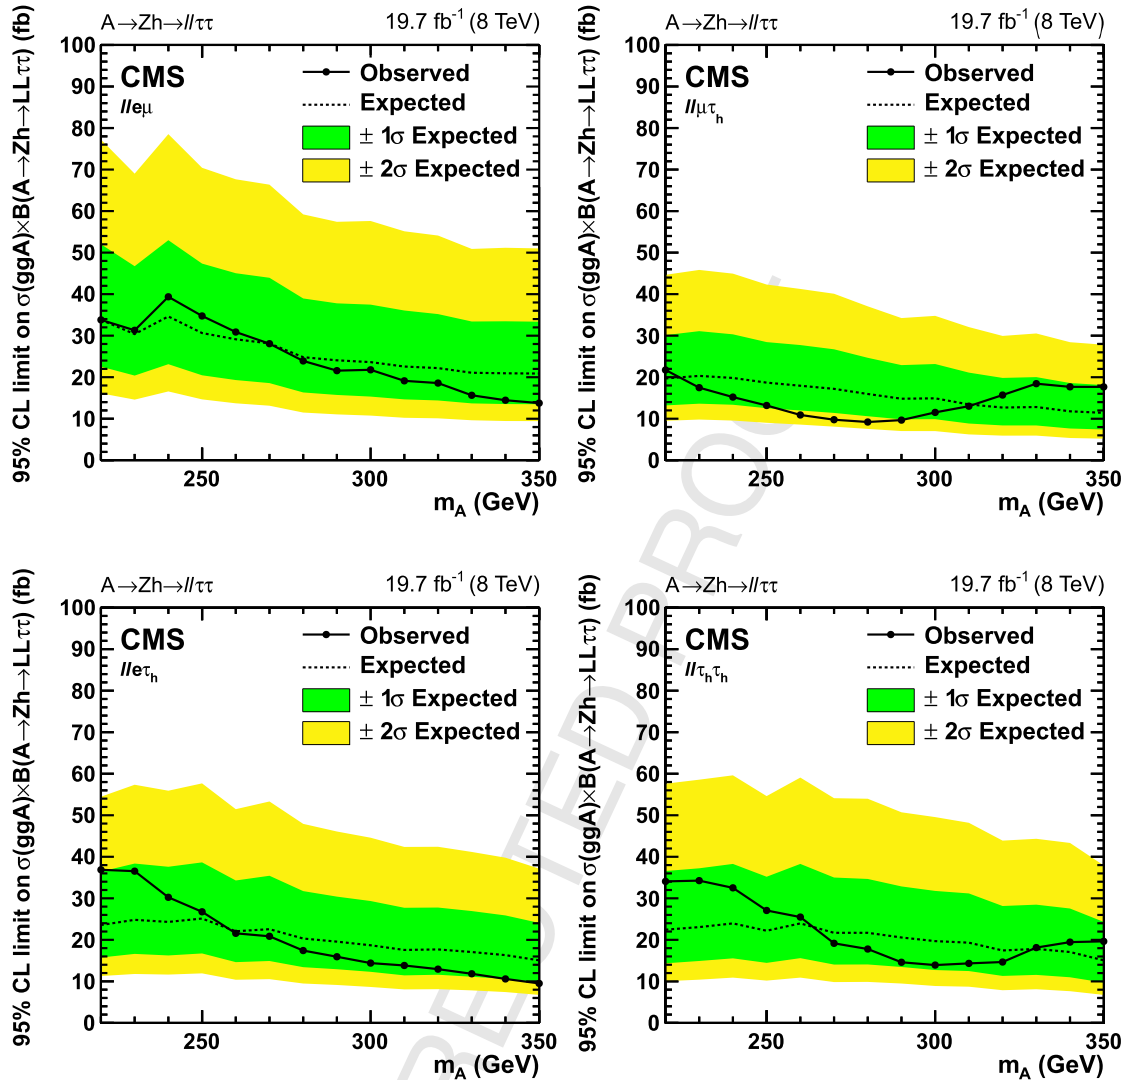 A→Zh→llττ 19.7 fb⁻¹ (8 TeV)
95% CL limit on σ(ggA)×B(A→Zh→LLττ) (fb)
CMS
lleμ
Observed
Expected
± 1σ Expected
± 2σ Expected
100
90
80
70
60
50
40
30
20
10
0
250 300 350
m_A (GeV)
A→Zh→llττ 19.7 fb⁻¹ (8 TeV)
95% CL limit on σ(ggA)×B(A→Zh→LLττ) (fb)
CMS
llμτ_h
Observed
Expected
± 1σ Expected
± 2σ Expected
100
90
80
70
60
50
40
30
20
10
0
250 300 350
m_A (GeV)
A→Zh→llττ 19.7 fb⁻¹ (8 TeV)
95% CL limit on σ(ggA)×B(A→Zh→LLττ) (fb)
CMS
lleτ_h
Observed
Expected
± 1σ Expected
± 2σ Expected
100
90
80
70
60
50
40
30
20
10
0
250 300 350
m_A (GeV)
A→Zh→llττ 19.7 fb⁻¹ (8 TeV)
95% CL limit on σ(ggA)×B(A→Zh→LLττ) (fb)
CMS
llτ_hτ_h
Observed
Expected
± 1σ Expected
± 2σ Expected
100
90
80
70
60
50
40
30
20
10
0
250 300 350
m_A (GeV)